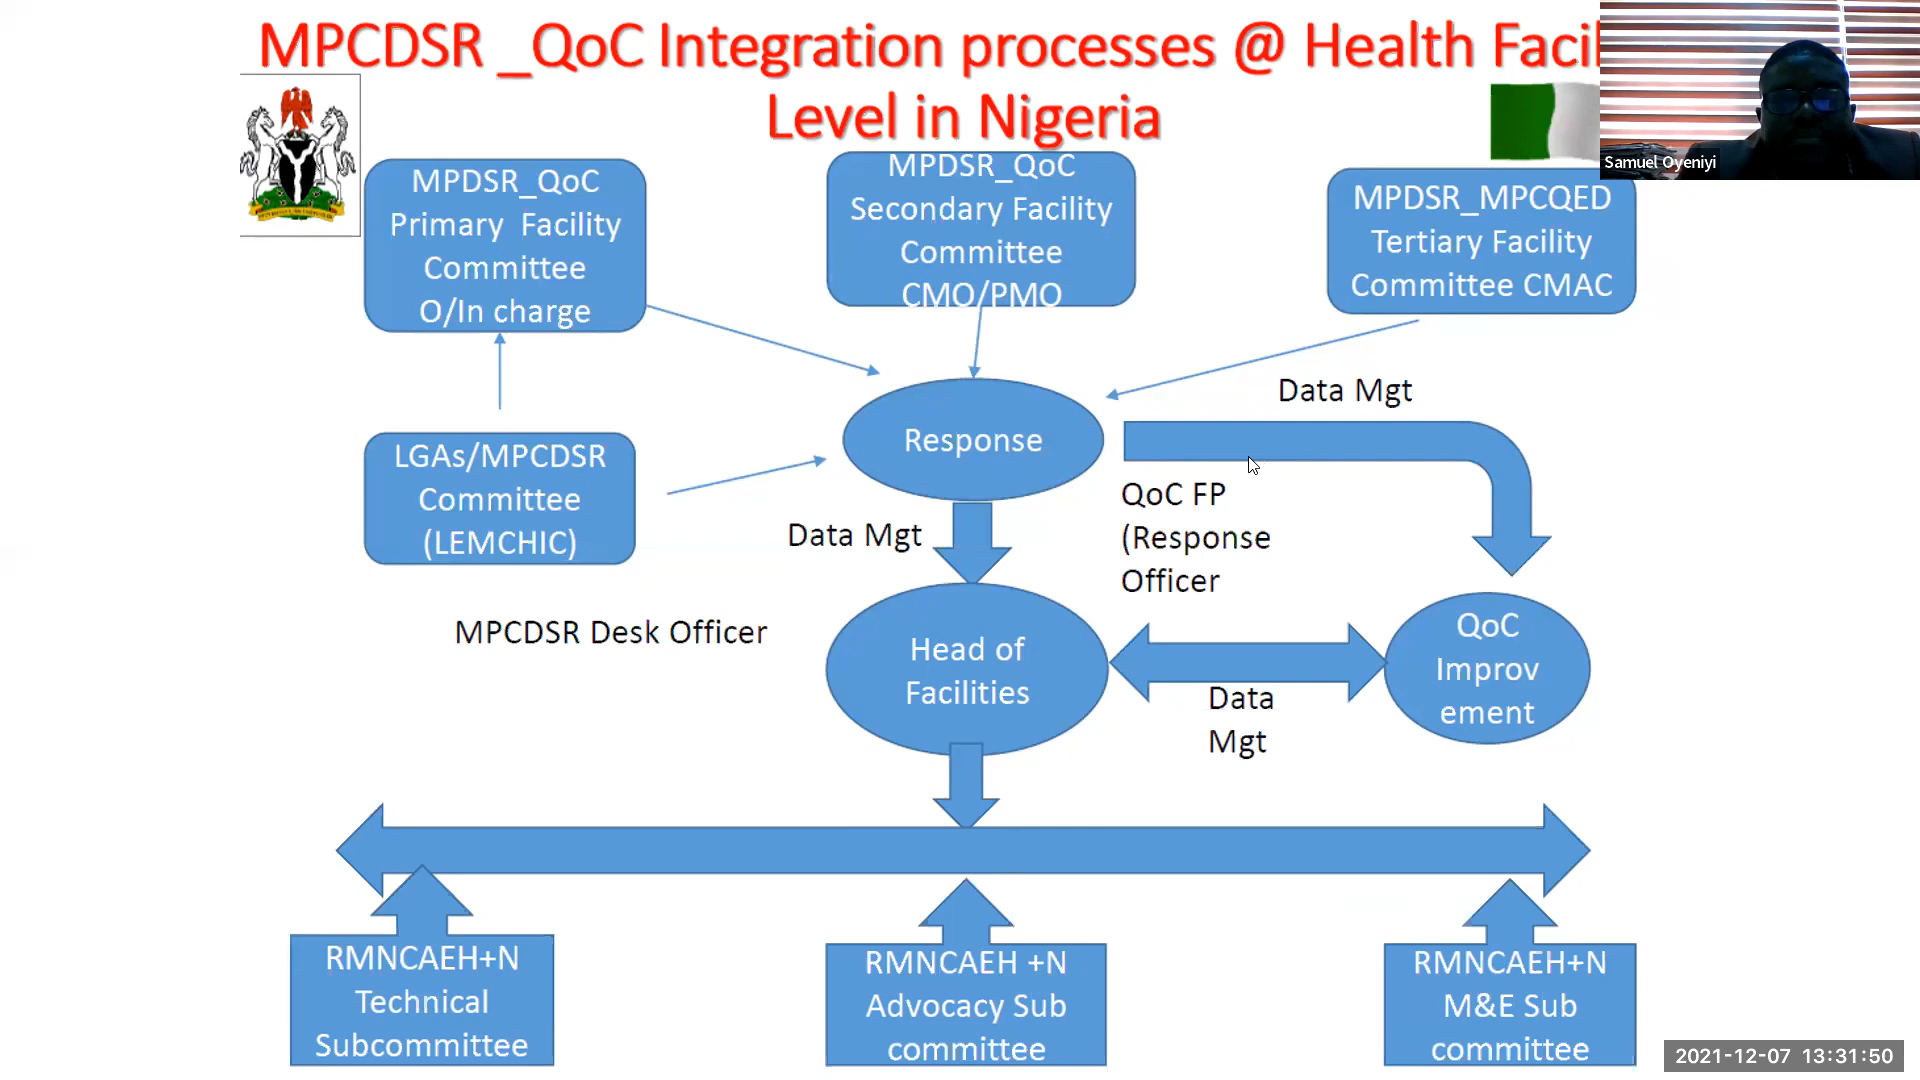 MPCDSR _QoC Integration processes @ Health Facil
Level in Nigeria
Samuel Oyeniyi
MPDSR_QoC
Primary Facility
Committee
O/In charge
MPDSR_QoC
Secondary Facility
Committee
CMO/PMO
MPDSR_MPCQED
Tertiary Facility
Committee CMAC
Data Mgt
Response
LGAs/MPCDSR
Committee
(LEMCHIC)
QoC FP
(Response
Officer
Data Mgt
MPCDSR Desk Officer
Head of
Facilities
QoC
Improv
ement
Data
Mgt
RMNCAEH+N
Technical
Subcommittee
RMNCAEH +N
Advocacy Sub
committee
RMNCAEH+N
M&E Sub
committee
2021-12-07 13:31:50